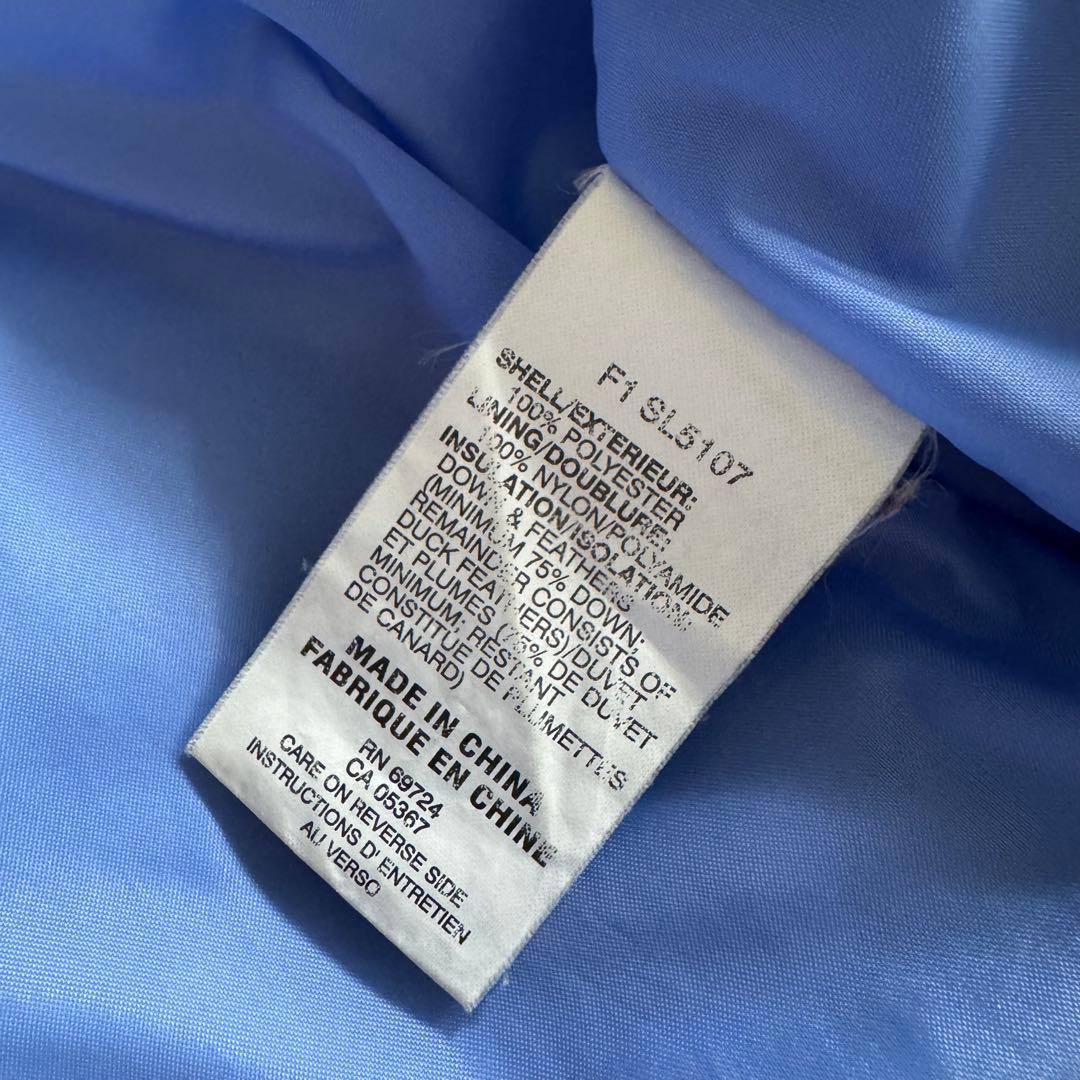 F1 SL5107
SHELL/EXTERIEUR:
100% POLYESTER
LINING/DOUBLURE:
100% NYLON/POLYAMIDE
INSULATION/ISOLATION:
DOWN & FEATHERS
(MINIMUM 75% DOWN:
REMAINDER CONSISTS OF
DUCK FEATHERS)/DUVET
ET PLUMES (75% DE DUVET
MINIMUM: RESTANT
CONSTITUE DE PLUMETTES
DE CANARD)
MADE IN CHINA
FABRIQUE EN CHINE
RN 69724
CA 05367
CARE ON REVERSE SIDE
INSTRUCTIONS D' ENTRETIEN
AU VERSO